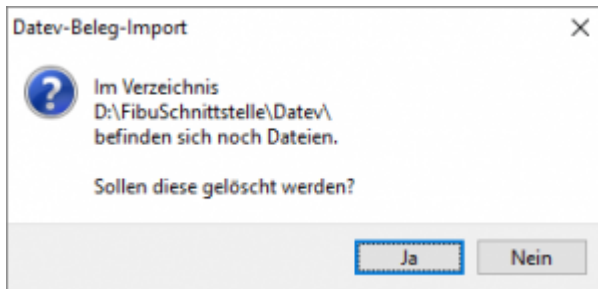 Datev-Beleg-Import
Im Verzeichnis
D:\FibuSchnittstelle\Datev\
befinden sich noch Dateien.
Sollen diese gelöscht werden?
Ja
Nein